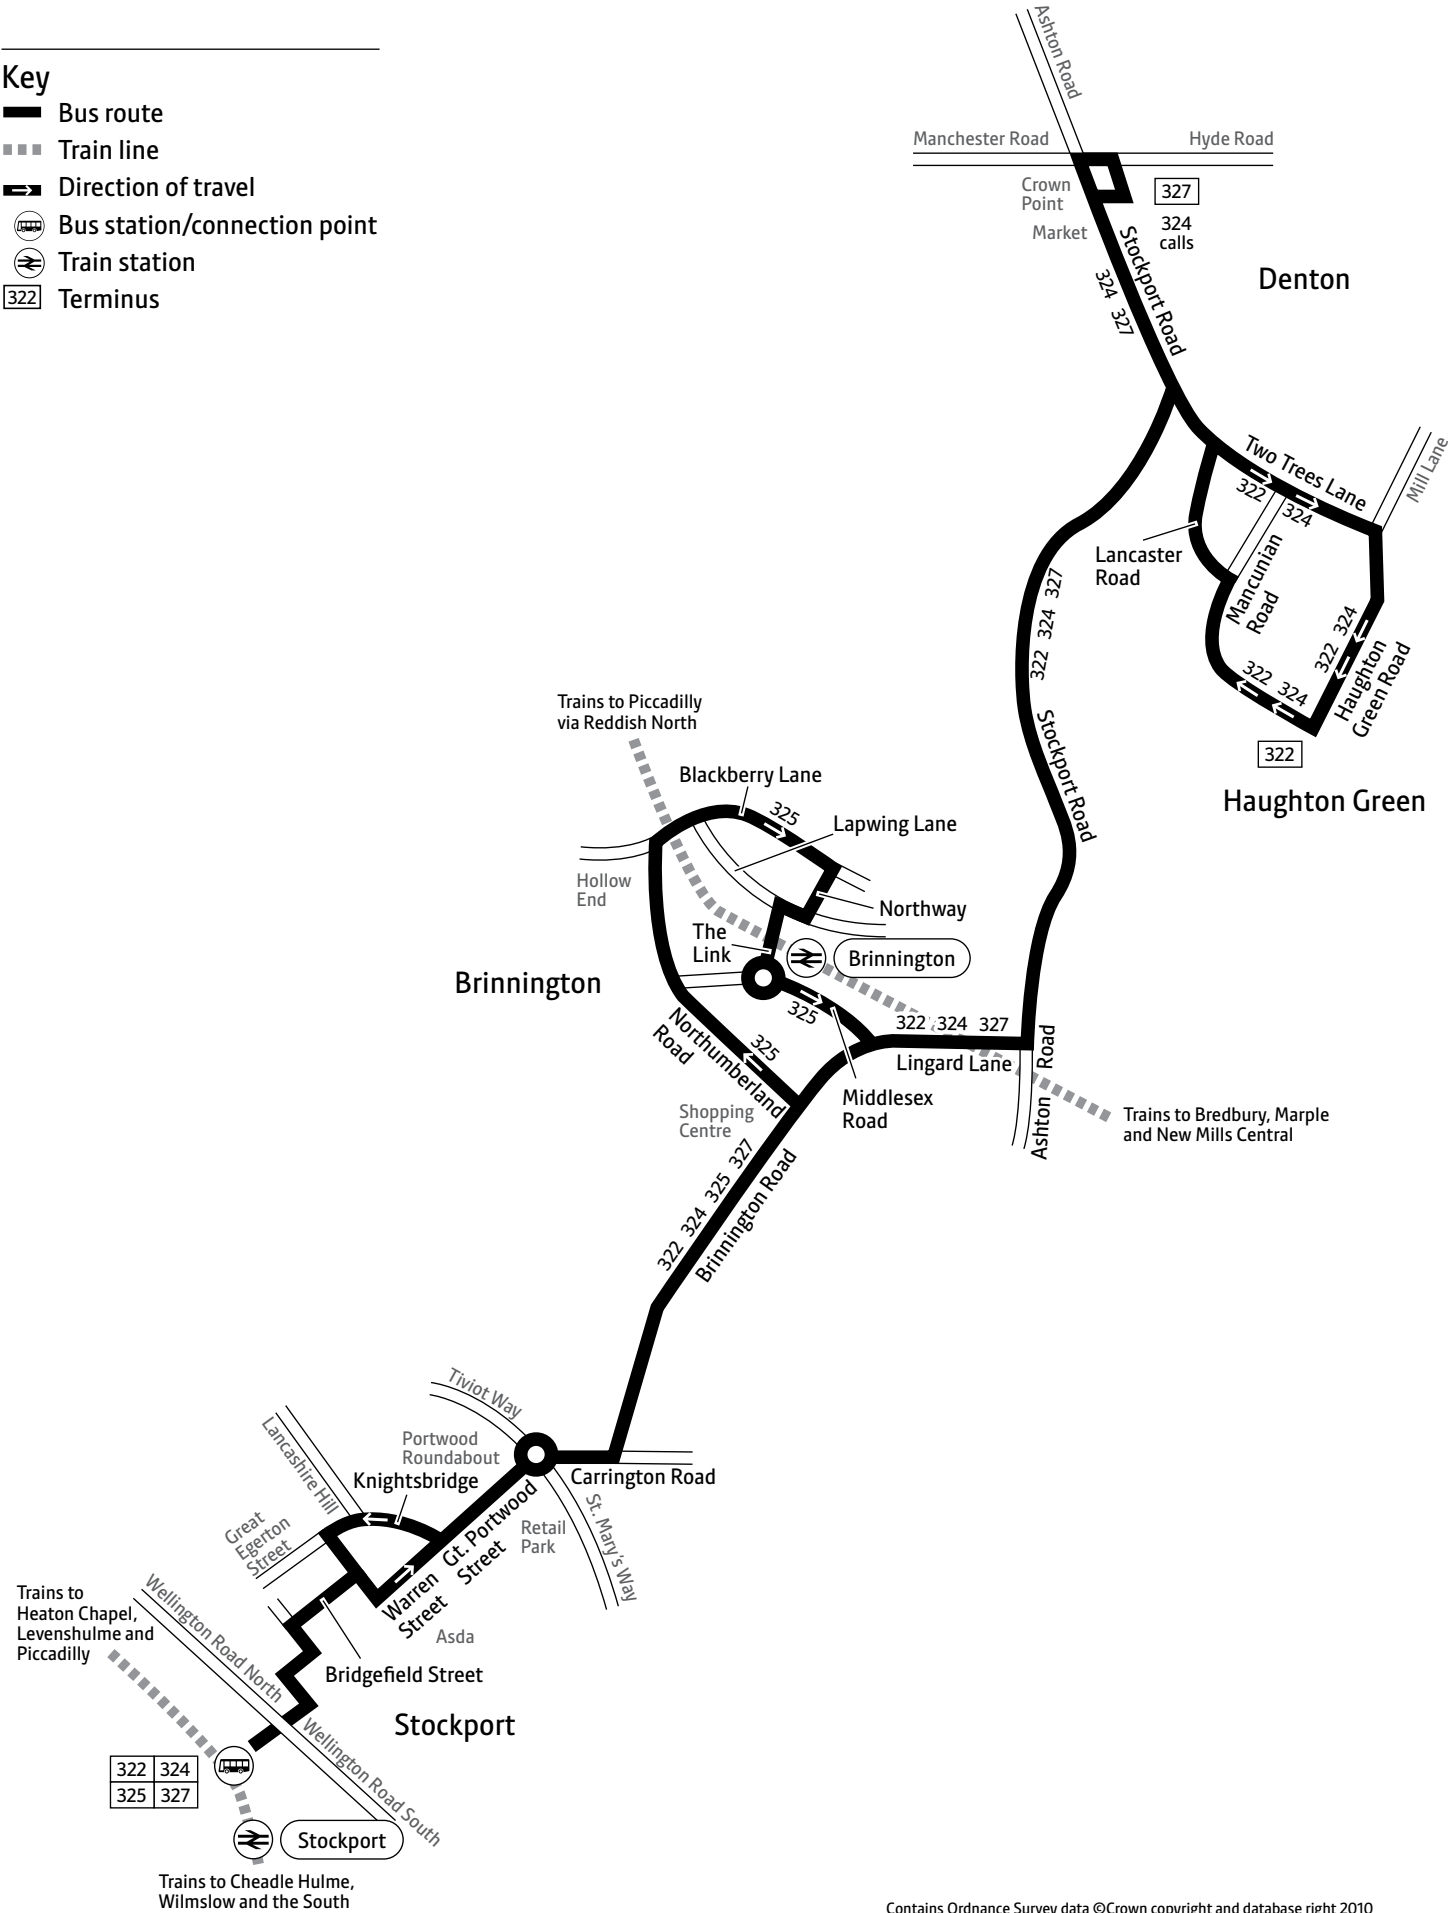 Key
Bus route
Train line
Direction of travel
Bus station/connection point
Train station
322 Terminus
Ashton Road
Manchester Road
Hyde Road
Crown
Point
Market
327
324
calls
Stockport Road
324 327
Denton
Two Trees Lane
Mill Lane
322
324
Lancaster
Road
Mancunian
Road
322 324
Haughton
Green Road
322 324
322
Haughton Green
322 324 327
Stockport Road
Trains to Piccadilly
via Reddish North
Blackberry Lane
325
Lapwing Lane
Hollow
End
Northway
The
Link
Brinnington
Brinnington
325
322 324 327
Lingard Lane
Ashton Road
Northumberland
Road
325
Middlesex
Road
Shopping
Centre
Trains to Bredbury, Marple
and New Mills Central
322 324 325 327
Brinnington Road
Tiviot Way
Portwood
Roundabout
Carrington Road
Lancashire Hill
Knightsbridge
Great
Egerton
Street
Gt. Portwood
Street
Retail
Park
St. Mary's Way
Warren
Street
Asda
Trains to
Heaton Chapel,
Levenshulme and
Piccadilly
Wellington Road North
Bridgefield Street
Stockport
Wellington Road South
322 324
325 327
Stockport
Trains to Cheadle Hulme,
Wilmslow and the South
Contains Ordnance Survey data ©Crown copyright and database right 2010